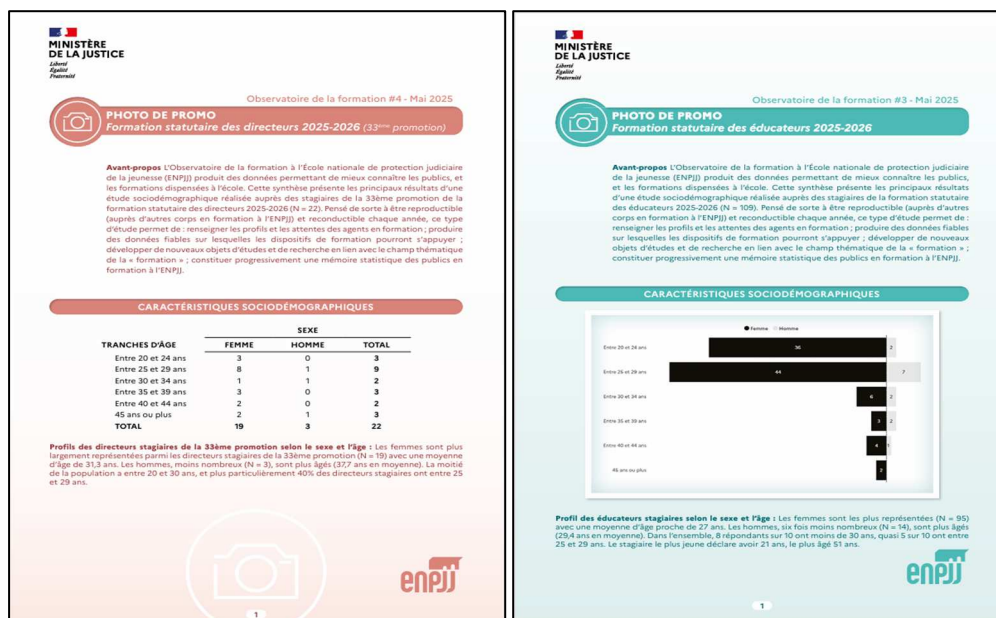 MINISTÈRE
DE LA JUSTICE
Liberté
Égalité
Fraternité
Observatoire de la formation #4 - Mai 2025
PHOTO DE PROMO
Formation statutaire des directeurs 2025-2026 (33ème promotion)
Avant-propos L'Observatoire de la formation à l'École nationale de protection judiciaire
de la jeunesse (ENPJJ) produit des données permettant de mieux connaître les publics, et
les formations dispensées à l'école. Cette synthèse présente les principaux résultats d'une
étude sociodémographique réalisée auprès des stagiaires de la 33ème promotion de la
formation statutaire des directeurs 2025-2026 (N = 22). Pensé de sorte à être reproductible
(auprès d'autres corps en formation à l'ENPJJ) et reconductible chaque année, ce type
d'étude permet de : renseigner les profils et les attentes des agents en formation ; produire
des données fiables sur lesquelles les dispositifs de formation pourront s'appuyer ;
développer de nouveaux objets d'études et de recherche en lien avec le champ thématique
de la « formation » ; constituer progressivement une mémoire statistique des publics en
formation à l'ENPJJ.
CARACTÉRISTIQUES SOCIODÉMOGRAPHIQUES
SEXE
TRANCHES D'ÂGE FEMME HOMME TOTAL
Entre 20 et 24 ans 3 0 3
Entre 25 et 29 ans 8 1 9
Entre 30 et 34 ans 1 1 2
Entre 35 et 39 ans 3 0 3
Entre 40 et 44 ans 2 0 2
45 ans ou plus 2 1 3
TOTAL 19 3 22
Profils des directeurs stagiaires de la 33ème promotion selon le sexe et l'âge : Les femmes sont plus
largement représentées parmi les directeurs stagiaires de la 33ème promotion (N = 19) avec une moyenne
d'âge de 31,3 ans. Les hommes, moins nombreux (N = 3), sont plus âgés (37,7 ans en moyenne). La moitié
de la population a entre 20 et 30 ans, et plus particulièrement 40% des directeurs stagiaires ont entre 25
et 29 ans.
enpjj
1
MINISTÈRE
DE LA JUSTICE
Liberté
Égalité
Fraternité
Observatoire de la formation #3 - Mai 2025
PHOTO DE PROMO
Formation statutaire des éducateurs 2025-2026
Avant-propos L'Observatoire de la formation à l'École nationale de protection judiciaire
de la jeunesse (ENPJJ) produit des données permettant de mieux connaître les publics,
et les formations dispensées à l'école. Cette synthèse présente les principaux résultats
d'une étude sociodémographique réalisée auprès des stagiaires de la formation statutaire
des éducateurs 2025-2026 (N = 109). Pensé de sorte à être reproductible (auprès d'autres
corps en formation à l'ENPJJ) et reconductible chaque année, ce type d'étude permet de :
renseigner les profils et les attentes des agents en formation ; produire des données fiables
sur lesquelles les dispositifs de formation pourront s'appuyer ; développer de nouveaux
objets d'études et de recherche en lien avec le champ thématique de la « formation » ;
constituer progressivement une mémoire statistique des publics en formation à l'ENPJJ.
CARACTÉRISTIQUES SOCIODÉMOGRAPHIQUES
Femme Homme
Entre 20 et 24 ans 36 2
Entre 25 et 29 ans 44 7
Entre 30 et 34 ans 6 2
Entre 35 et 39 ans 3 2
Entre 40 et 44 ans 4 1
45 ans ou plus 2
Profil des éducateurs stagiaires selon le sexe et l'âge : Les femmes sont les plus représentées (N = 95)
avec une moyenne d'âge proche de 27 ans. Les hommes, six fois moins nombreux (N = 14), sont plus âgés
(29,4 ans en moyenne). Dans l'ensemble, 8 répondants sur 10 ont moins de 30 ans, quasi 5 sur 10 ont entre
25 et 29 ans. Le stagiaire le plus jeune déclare avoir 21 ans, le plus âgé 51 ans.
enpjj
1